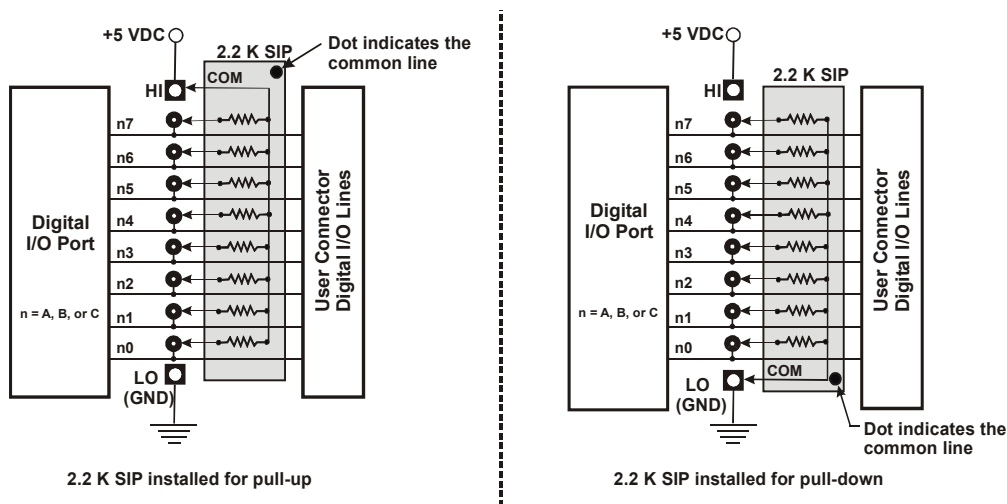 +5 VDC
2.2 K SIP
Dot indicates the
common line
COM
HI
n7
n6
n5
n4
n3
n2
n1
n0
Digital
I/O Port
n = A, B, or C
User Connector
Digital I/O Lines
LO
(GND)
2.2 K SIP installed for pull-up
+5 VDC
2.2 K SIP
HI
n7
n6
n5
n4
n3
n2
n1
n0
Digital
I/O Port
n = A, B, or C
User Connector
Digital I/O Lines
COM
LO
(GND)
Dot indicates the
common line
2.2 K SIP installed for pull-down